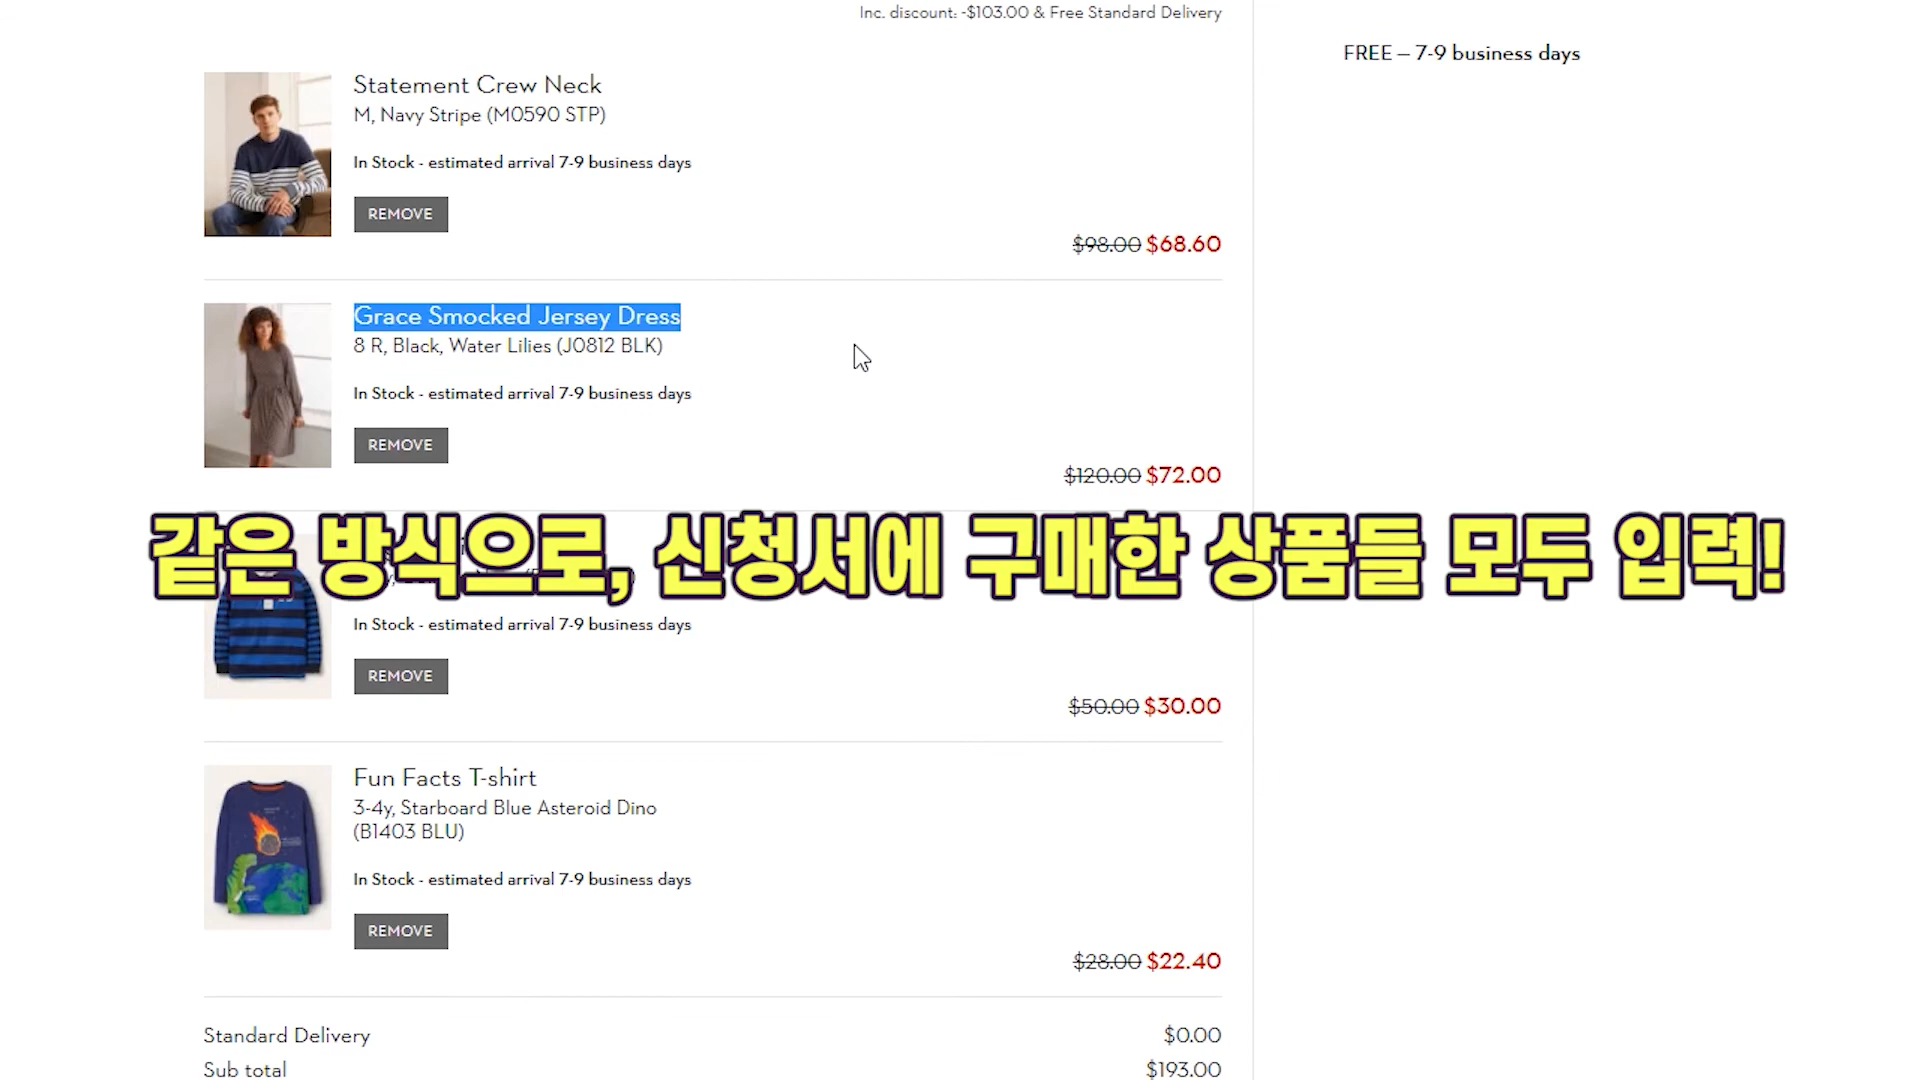 Inc. discount: -$103.00 & Free Standard Delivery
FREE – 7-9 business days
Statement Crew Neck
M, Navy Stripe (M0590 STP)
In Stock - estimated arrival 7-9 business days
REMOVE
$98.00 $68.60
Grace Smocked Jersey Dress
8 R, Black, Water Lilies (J0812 BLK)
In Stock - estimated arrival 7-9 business days
REMOVE
$120.00 $72.00
같은 방식으로, 신청서에 구매한 상품들 모두 입력!
In Stock - estimated arrival 7-9 business days
REMOVE
$50.00 $30.00
Fun Facts T-shirt
3-4y, Starboard Blue Asteroid Dino
(B1403 BLU)
In Stock - estimated arrival 7-9 business days
REMOVE
$28.00 $22.40
Standard Delivery $0.00
Sub total $193.00